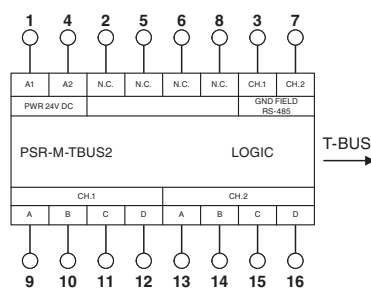 1 4 2 5 6 8 3 7
A1 A2 N.C. N.C. N.C. N.C. CH.1 CH.2
PWR 24V DC GND FIELD
RS-485
PSR-M-TBUS2 LOGIC T-BUS
CH.1 CH.2
A B C D A B C D
9 10 11 12 13 14 15 16